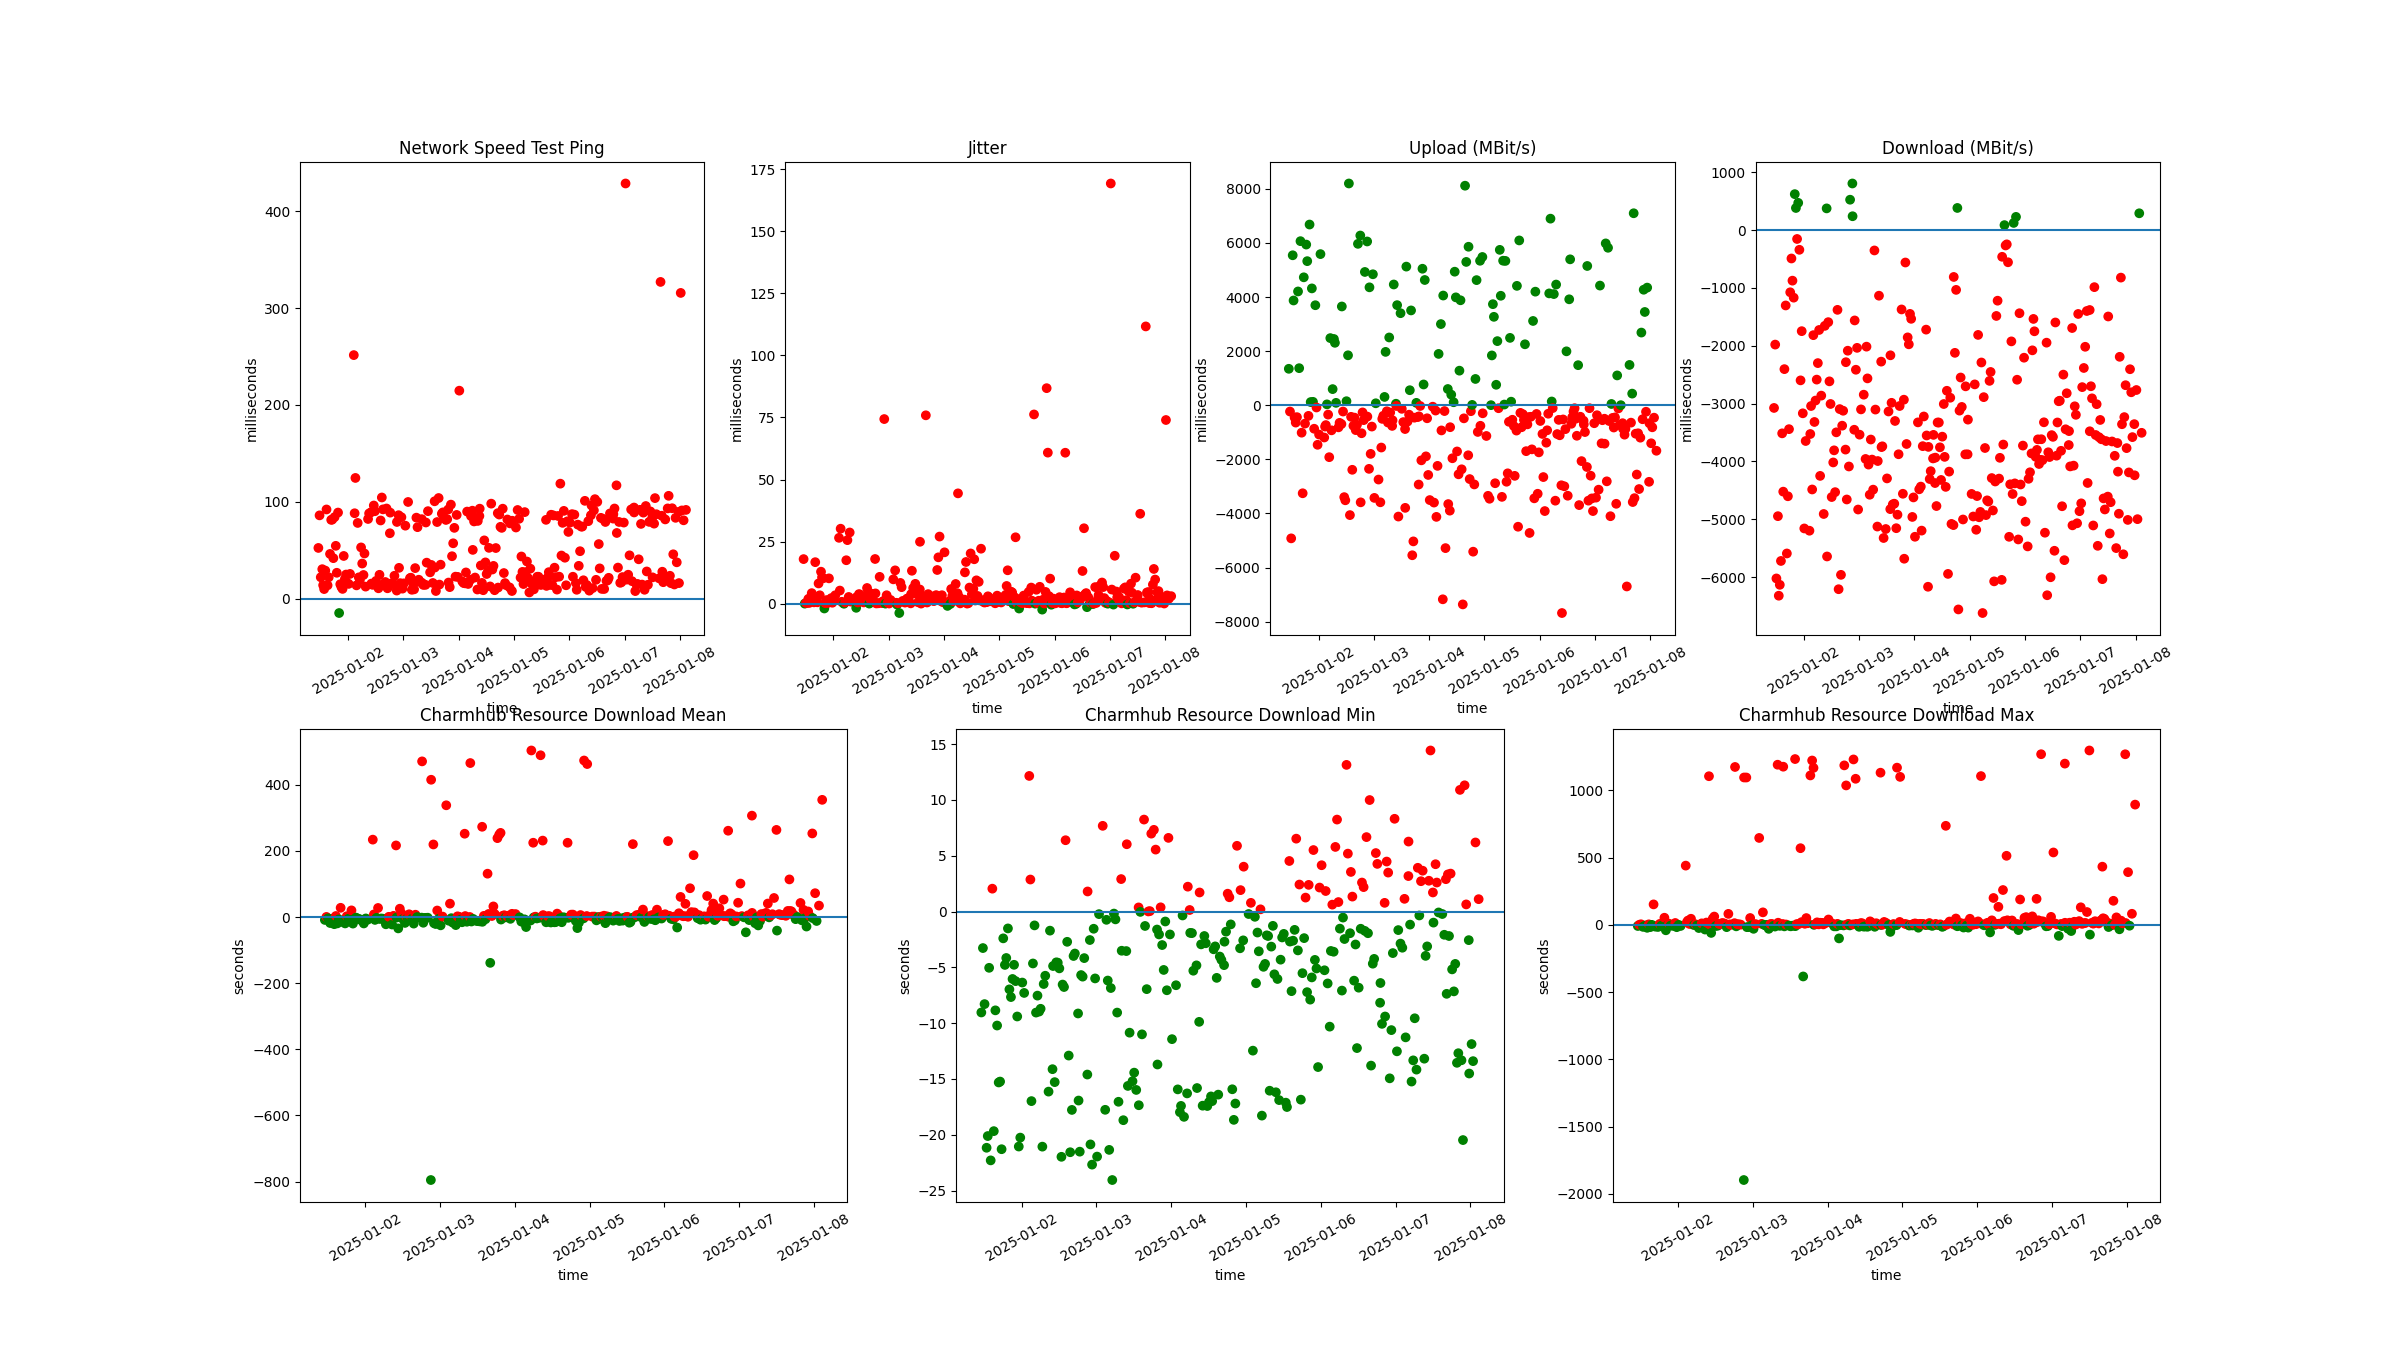 Network Speed Test Ping
milliseconds
400
300
200
100
0
2025-01-02 2025-01-03 2025-01-04 2025-01-05 2025-01-06 2025-01-07 2025-01-08
time
Jitter
milliseconds
175
150
125
100
75
50
25
0
2025-01-02 2025-01-03 2025-01-04 2025-01-05 2025-01-06 2025-01-07 2025-01-08
time
Upload (MBit/s)
milliseconds
8000
6000
4000
2000
0
−2000
−4000
−6000
−8000
2025-01-02 2025-01-03 2025-01-04 2025-01-05 2025-01-06 2025-01-07 2025-01-08
time
Download (MBit/s)
milliseconds
1000
0
−1000
−2000
−3000
−4000
−5000
−6000
2025-01-02 2025-01-03 2025-01-04 2025-01-05 2025-01-06 2025-01-07 2025-01-08
time
Charmhub Resource Download Mean
seconds
400
200
0
−200
−400
−600
−800
2025-01-02 2025-01-03 2025-01-04 2025-01-05 2025-01-06 2025-01-07 2025-01-08
time
Charmhub Resource Download Min
seconds
15
10
5
0
−5
−10
−15
−20
−25
2025-01-02 2025-01-03 2025-01-04 2025-01-05 2025-01-06 2025-01-07 2025-01-08
time
Charmhub Resource Download Max
seconds
1000
500
0
−500
−1000
−1500
−2000
2025-01-02 2025-01-03 2025-01-04 2025-01-05 2025-01-06 2025-01-07 2025-01-08
time